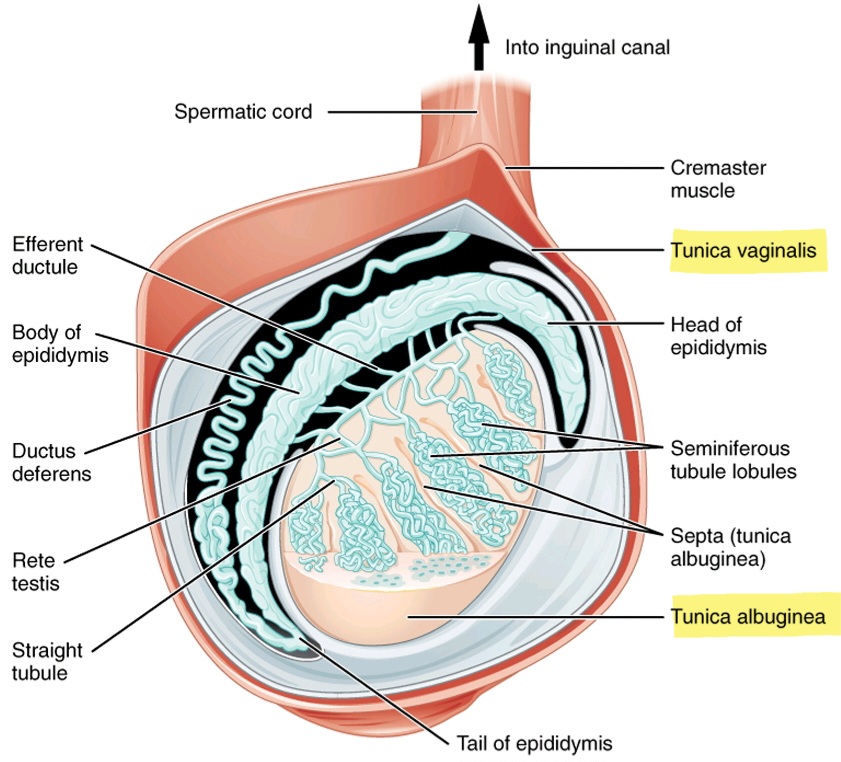 Into inguinal canal
Spermatic cord
Cremaster
muscle
Tunica vaginalis
Efferent
ductule
Head of
epididymis
Body of
epididymis
Ductus
deferens
Seminiferous
tubule lobules
Septa (tunica
albuginea)
Rete
testis
Tunica albuginea
Straight
tubule
Tail of epididymis